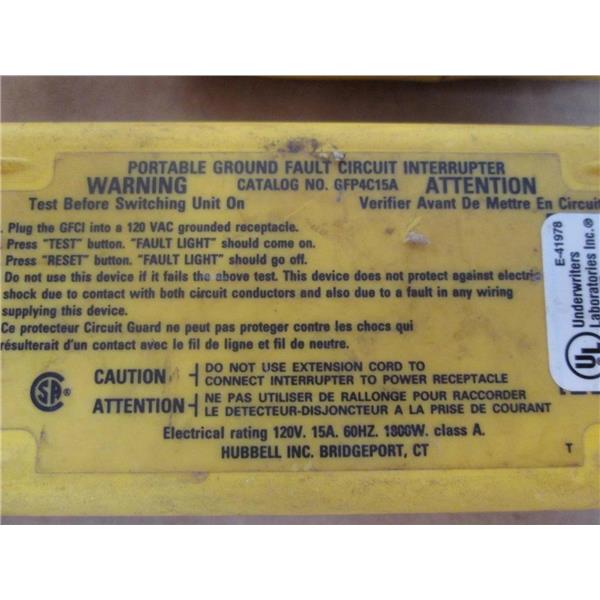 PORTABLE GROUND FAULT CIRCUIT INTERRUPTER
WARNING CATALOG NO. GFP4C15A ATTENTION
Test Before Switching Unit On Verifier Avant De Mettre En Circuit
. Plug the GFCI into a 120 VAC grounded receptacle.
. Press "TEST" button. "FAULT LIGHT" should come on.
. Press "RESET" button. "FAULT LIGHT" should go off.
. Do not use this device if it fails the above test. This device does not protect against electric
shock due to contact with both circuit conductors and also due to a fault in any wiring
supplying this device.
Ce protecteur Circuit Guard ne peut pas proteger contre les chocs qui
résulterait d'un contact avec le fil de ligne et fil de neutre.
CAUTION DO NOT USE EXTENSION CORD TO
CONNECT INTERRUPTER TO POWER RECEPTACLE
ATTENTION NE PAS UTILISER DE RALLONGE POUR RACCORDER
LE DETECTEUR-DISJONCTEUR A LA PRISE DE COURANT
SA ®
Electrical rating 120V. 15A. 60HZ. 1800W. class A.
HUBBELL INC. BRIDGEPORT, CT
T
E-41978
Underwriters
Laboratories Inc.®
UL